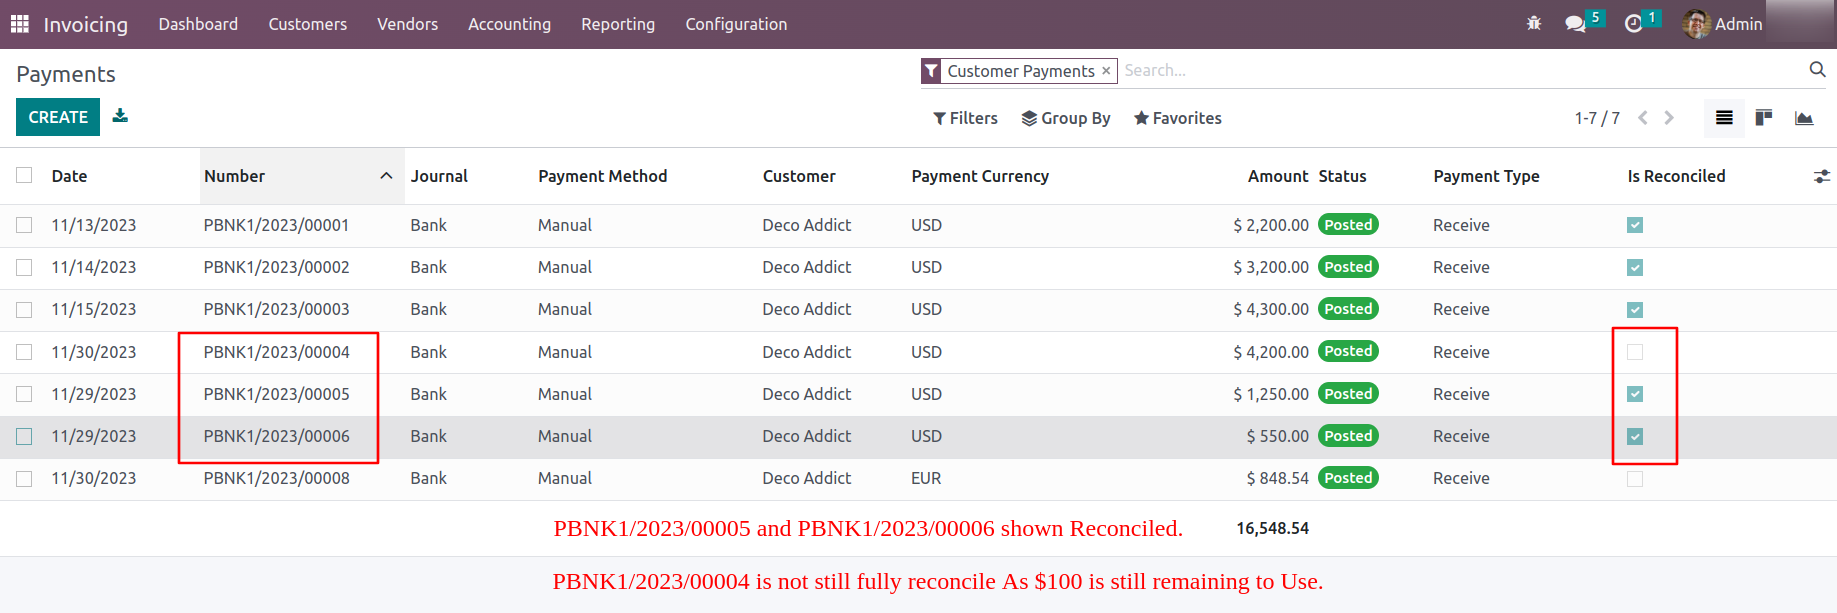 Invoicing Dashboard Customers Vendors Accounting Reporting Configuration 5 1 Admin
Payments
Customer Payments × Search...
CREATE
Filters Group By Favorites 1-7 / 7
Date Number Journal Payment Method Customer Payment Currency Amount Status Payment Type Is Reconciled
11/13/2023 PBNK1/2023/00001 Bank Manual Deco Addict USD $ 2,200.00 Posted Receive
11/14/2023 PBNK1/2023/00002 Bank Manual Deco Addict USD $ 3,200.00 Posted Receive
11/15/2023 PBNK1/2023/00003 Bank Manual Deco Addict USD $ 4,300.00 Posted Receive
11/30/2023 PBNK1/2023/00004 Bank Manual Deco Addict USD $ 4,200.00 Posted Receive
11/29/2023 PBNK1/2023/00005 Bank Manual Deco Addict USD $ 1,250.00 Posted Receive
11/29/2023 PBNK1/2023/00006 Bank Manual Deco Addict USD $ 550.00 Posted Receive
11/30/2023 PBNK1/2023/00008 Bank Manual Deco Addict EUR $ 848.54 Posted Receive
PBNK1/2023/00005 and PBNK1/2023/00006 shown Reconciled. 16,548.54
PBNK1/2023/00004 is not still fully reconcile As $100 is still remaining to Use.